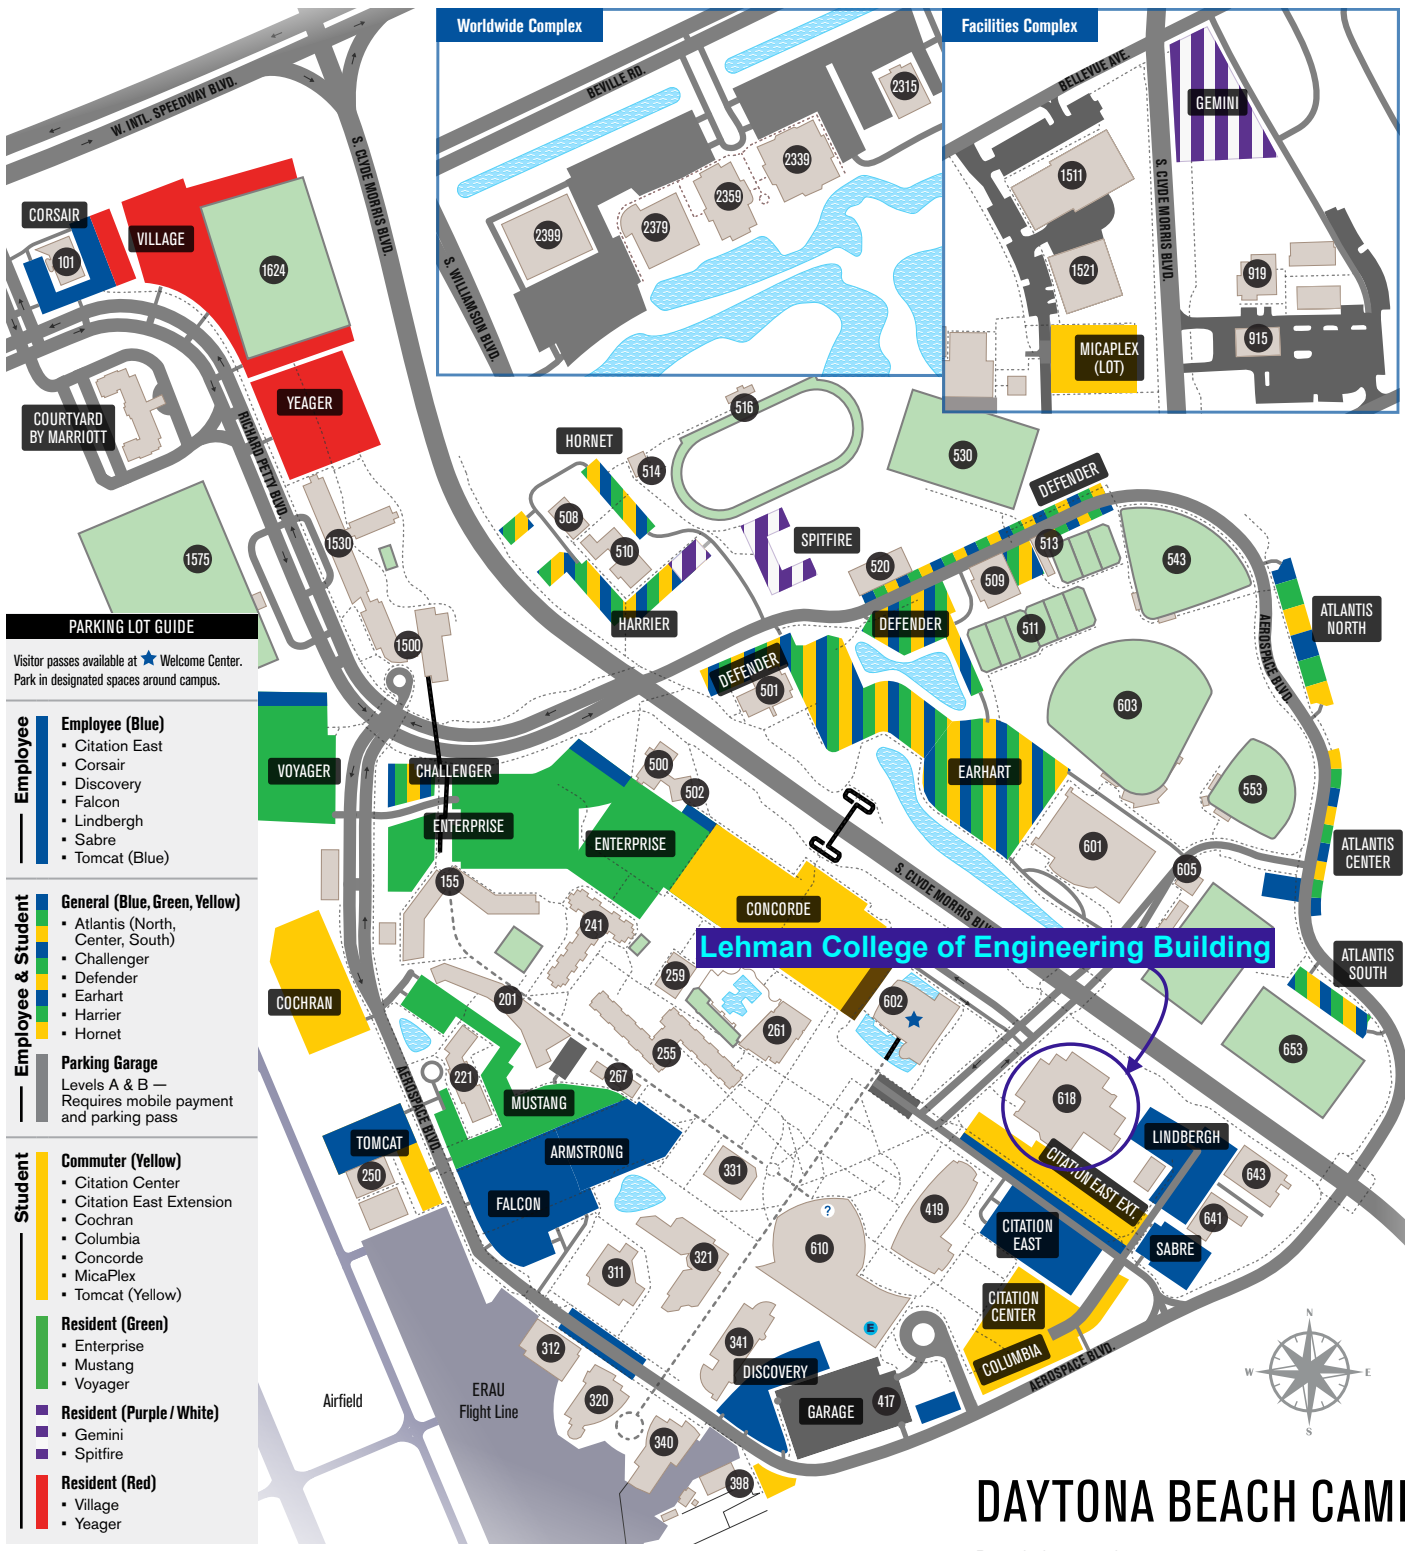 Worldwide Complex
Facilities Complex
W. INTL. SPEEDWAY BLVD.
S. CLYDE MORRIS BLVD.
BEVILLE RD.
S. WILLIAMSON BLVD.
2315
2339
2359
2379
2399
BELLEVUE AVE.
S. CLYDE MORRIS BLVD.
GEMINI
1511
1521
919
915
MICAPLEX
(LOT)
CORSAIR
101
VILLAGE
1624
YEAGER
COURTYARD
BY MARRIOTT
RICHARD PETTY BLVD.
1575
1530
1500
516
HORNET
514
508
510
HARRIER
SPITFIRE
530
DEFENDER
520
513
509
543
511
DEFENDER
DEFENDER
501
603
553
ATLANTIS
NORTH
AEROSPACE BLVD.
ATLANTIS
CENTER
ATLANTIS
SOUTH
EARHART
601
605
653
PARKING LOT GUIDE
Visitor passes available at Welcome Center.
Park in designated spaces around campus.
Employee
Employee (Blue)
▪ Citation East
▪ Corsair
▪ Discovery
▪ Falcon
▪ Lindbergh
▪ Sabre
▪ Tomcat (Blue)
Employee & Student
General (Blue, Green, Yellow)
▪ Atlantis (North,
Center, South)
▪ Challenger
▪ Defender
▪ Earhart
▪ Harrier
▪ Hornet
Parking Garage
Levels A & B —
Requires mobile payment
and parking pass
Student
Commuter (Yellow)
▪ Citation Center
▪ Citation East Extension
▪ Cochran
▪ Columbia
▪ Concorde
▪ MicaPlex
▪ Tomcat (Yellow)
Resident (Green)
▪ Enterprise
▪ Mustang
▪ Voyager
Resident (Purple / White)
▪ Gemini
▪ Spitfire
Resident (Red)
▪ Village
▪ Yeager
VOYAGER
CHALLENGER
ENTERPRISE
ENTERPRISE
500
502
155
241
CONCORDE
S. CLYDE MORRIS BLVD.
Lehman College of Engineering Building
COCHRAN
201
259
255
261
602
221
267
MUSTANG
AEROSPACE BLVD.
TOMCAT
250
ARMSTRONG
FALCON
331
419
618
LINDBERGH
CITATION EAST EXT.
643
641
SABRE
CITATION
EAST
?
610
321
311
CITATION
CENTER
COLUMBIA
AEROSPACE BLVD.
E
312
341
DISCOVERY
GARAGE
417
320
340
398
Airfield
ERAU
Flight Line
N
W
E
S
DAYTONA BEACH CAM